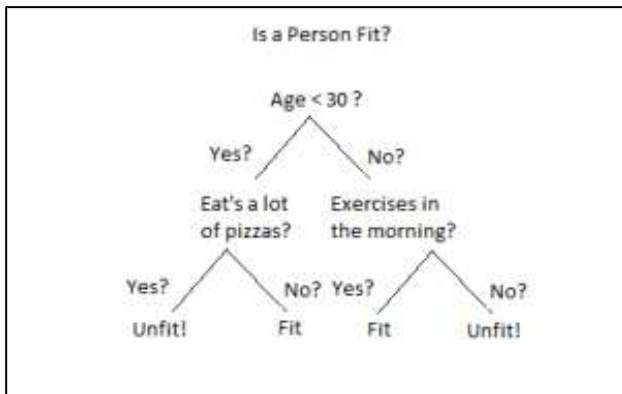 Is a Person Fit?
Age < 30 ?
Yes?
No?
Eat's a lot
of pizzas?
Exercises in
the morning?
Yes?
No?
Yes?
No?
Unfit!
Fit
Fit
Unfit!